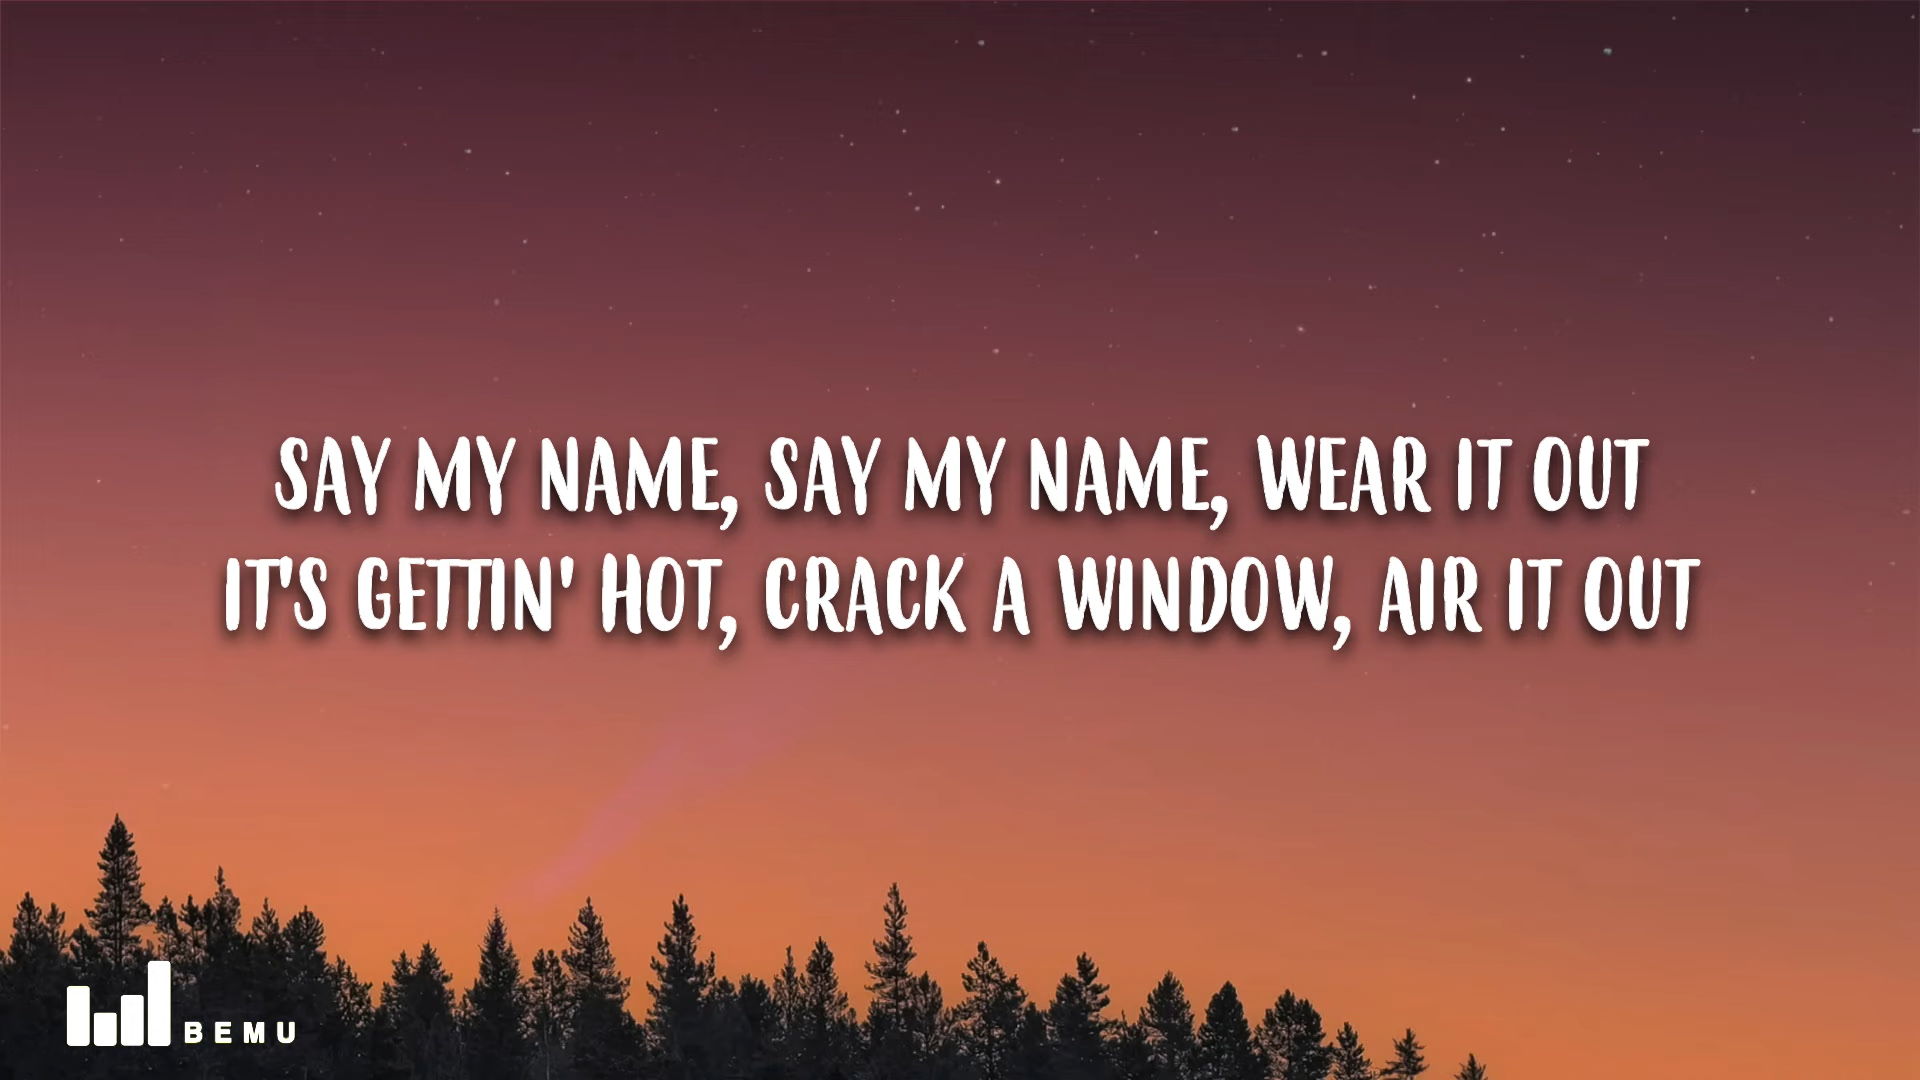 SAY MY NAME, SAY MY NAME, WEAR IT OUT
IT'S GETTIN' HOT, CRACK A WINDOW, AIR IT OUT
BEMU